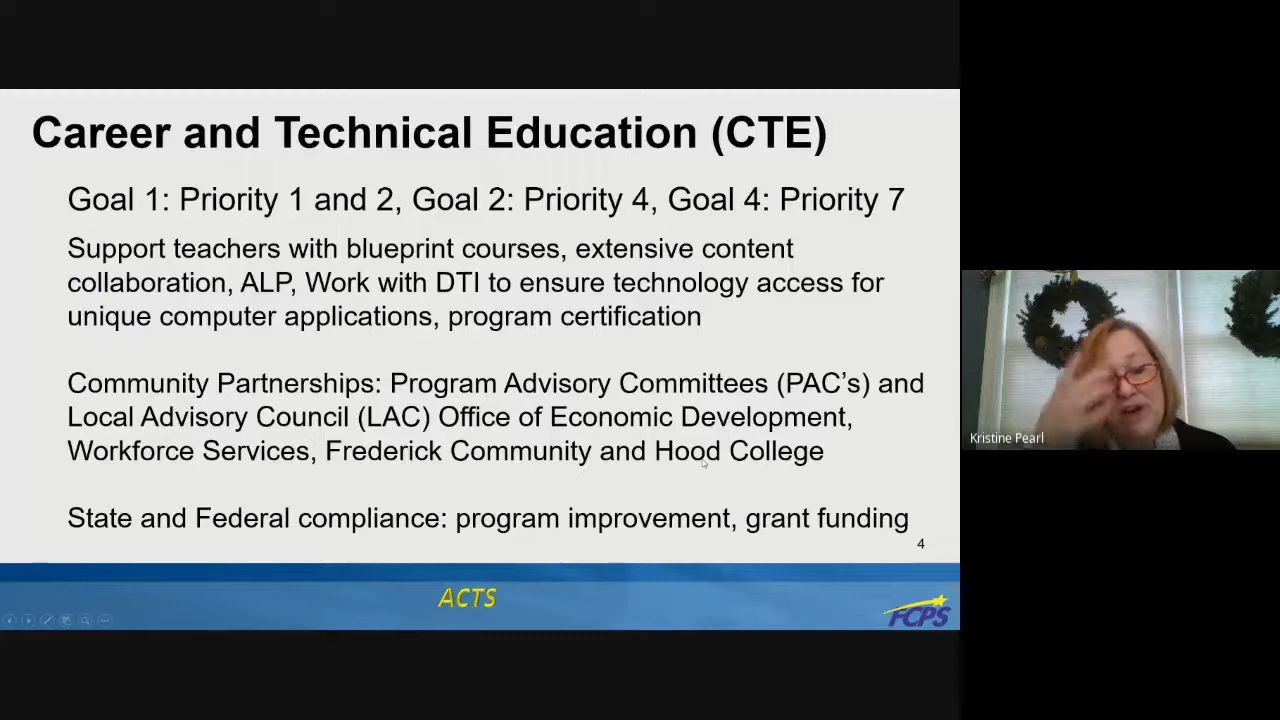 Career and Technical Education (CTE)
Goal 1: Priority 1 and 2, Goal 2: Priority 4, Goal 4: Priority 7
Support teachers with blueprint courses, extensive content
collaboration, ALP, Work with DTI to ensure technology access for
unique computer applications, program certification
Community Partnerships: Program Advisory Committees (PAC’s) and
Local Advisory Council (LAC) Office of Economic Development,
Workforce Services, Frederick Community and Hood College
State and Federal compliance: program improvement, grant funding
4
ACTS
FCPS
Kristine Pearl